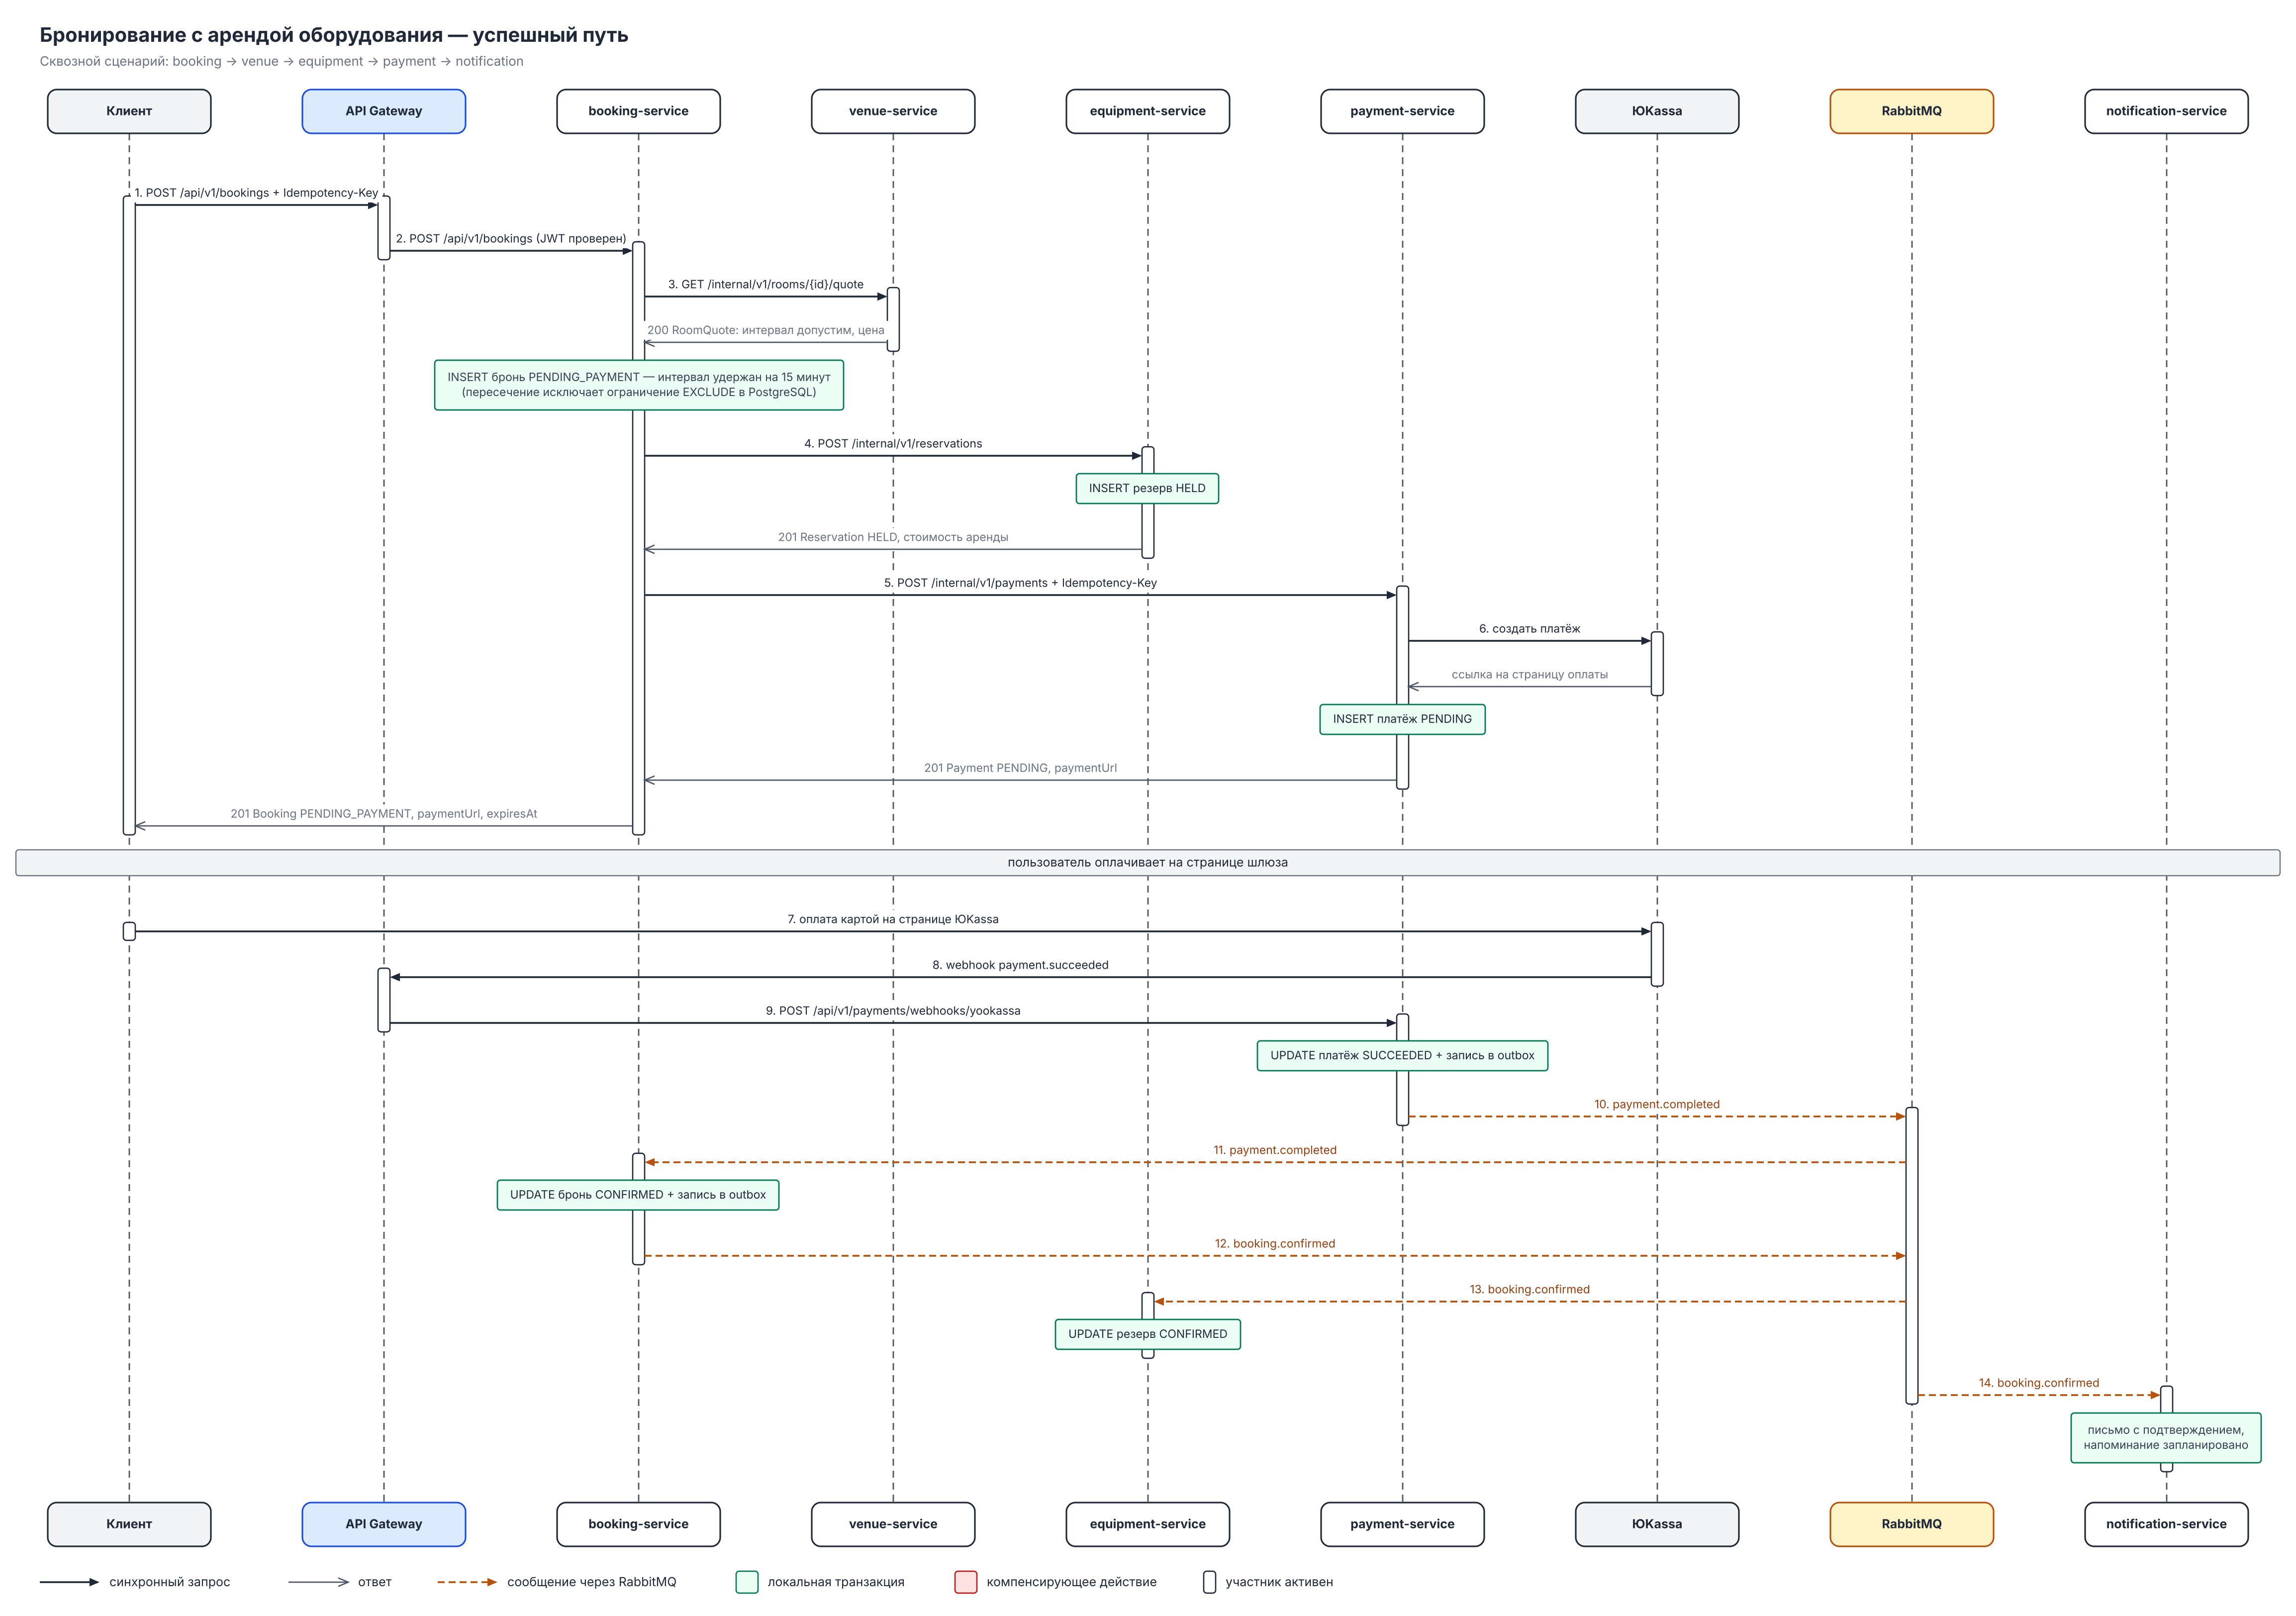 Бронирование с арендой оборудования — успешный путь
Сквозной сценарий: booking → venue → equipment → payment → notification
Клиент
API Gateway
booking-service
venue-service
equipment-service
payment-service
ЮKassa
RabbitMQ
notification-service
1. POST /api/v1/bookings + Idempotency-Key
2. POST /api/v1/bookings (JWT проверен)
3. GET /internal/v1/rooms/{id}/quote
200 RoomQuote: интервал допустим, цена
INSERT бронь PENDING_PAYMENT — интервал удержан на 15 минут
(пересечение исключает ограничение EXCLUDE в PostgreSQL)
4. POST /internal/v1/reservations
INSERT резерв HELD
201 Reservation HELD, стоимость аренды
5. POST /internal/v1/payments + Idempotency-Key
6. создать платёж
ссылка на страницу оплаты
INSERT платёж PENDING
201 Payment PENDING, paymentUrl
201 Booking PENDING_PAYMENT, paymentUrl, expiresAt
пользователь оплачивает на странице шлюза
7. оплата картой на странице ЮKassa
8. webhook payment.succeeded
9. POST /api/v1/payments/webhooks/yookassa
UPDATE платёж SUCCEEDED + запись в outbox
10. payment.completed
11. payment.completed
UPDATE бронь CONFIRMED + запись в outbox
12. booking.confirmed
13. booking.confirmed
UPDATE резерв CONFIRMED
14. booking.confirmed
письмо с подтверждением,
напоминание запланировано
Клиент
API Gateway
booking-service
venue-service
equipment-service
payment-service
ЮKassa
RabbitMQ
notification-service
синхронный запрос
ответ
сообщение через RabbitMQ
локальная транзакция
компенсирующее действие
участник активен